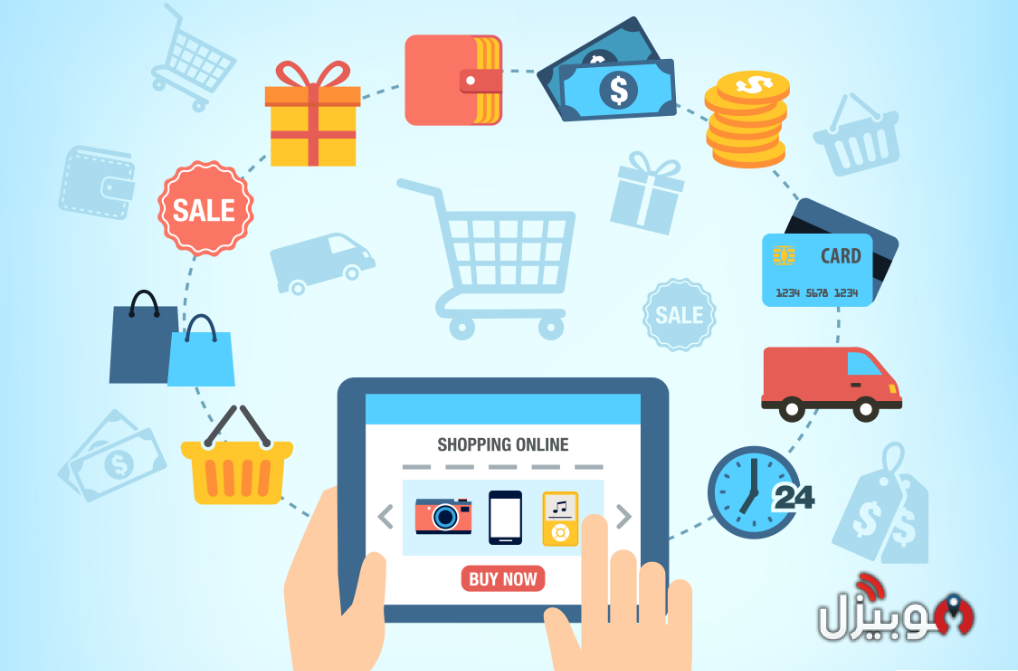 $
$
SALE
CARD
1234 5678 1234
SALE
$
SHOPPING ONLINE
24
$ $
BUY NOW
موبيزل